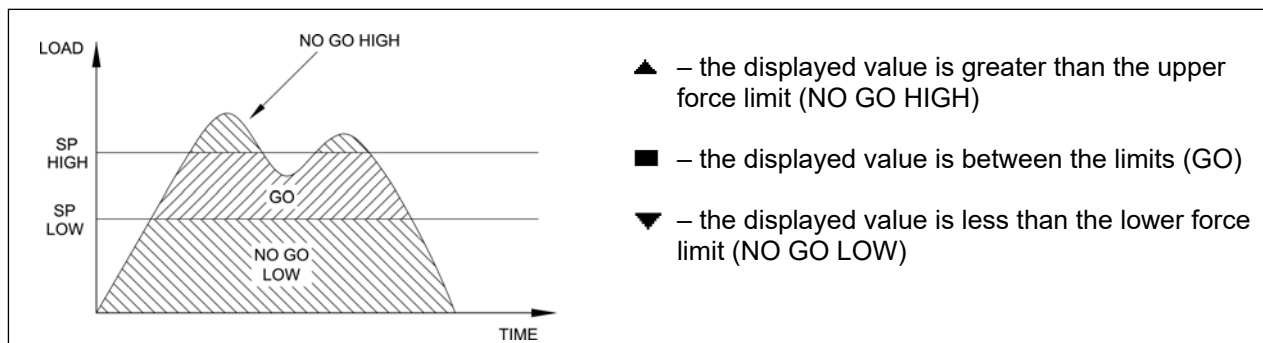 LOAD
NO GO HIGH
SP
HIGH
GO
SP
LOW
NO GO
LOW
TIME
▲ – the displayed value is greater than the upper
force limit (NO GO HIGH)
■ – the displayed value is between the limits (GO)
▼ – the displayed value is less than the lower force
limit (NO GO LOW)